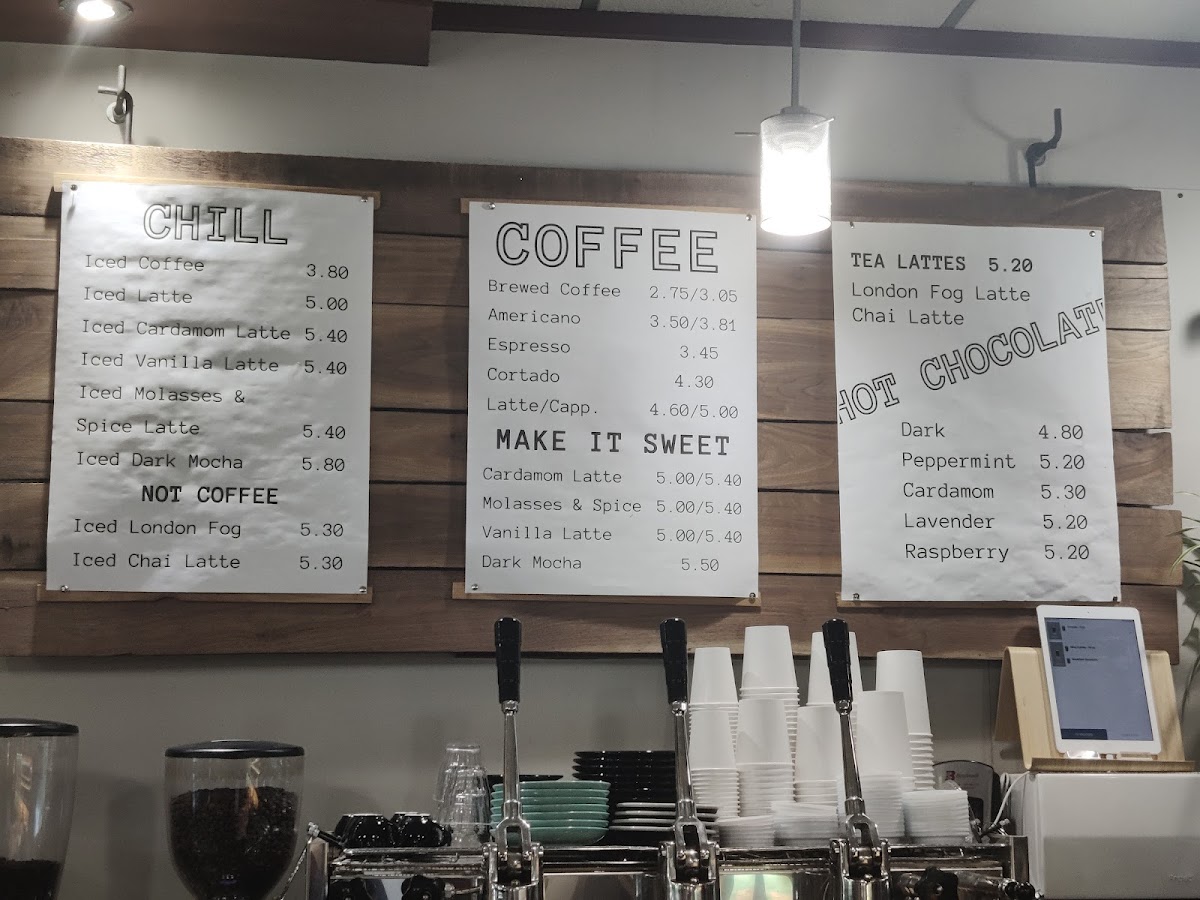 CHILL
Iced Coffee 3.80
Iced Latte 5.00
Iced Cardamom Latte 5.40
Iced Vanilla Latte 5.40
Iced Molasses &
Spice Latte 5.40
Iced Dark Mocha 5.80
NOT COFFEE
Iced London Fog 5.30
Iced Chai Latte 5.30
COFFEE
Brewed Coffee 2.75/3.05
Americano 3.50/3.81
Espresso 3.45
Cortado 4.30
Latte/Capp. 4.60/5.00
MAKE IT SWEET
Cardamom Latte 5.00/5.40
Molasses & Spice 5.00/5.40
Vanilla Latte 5.00/5.40
Dark Mocha 5.50
TEA LATTES 5.20
London Fog Latte
Chai Latte
HOT CHOCOLATE
Dark 4.80
Peppermint 5.20
Cardamom 5.30
Lavender 5.20
Raspberry 5.20